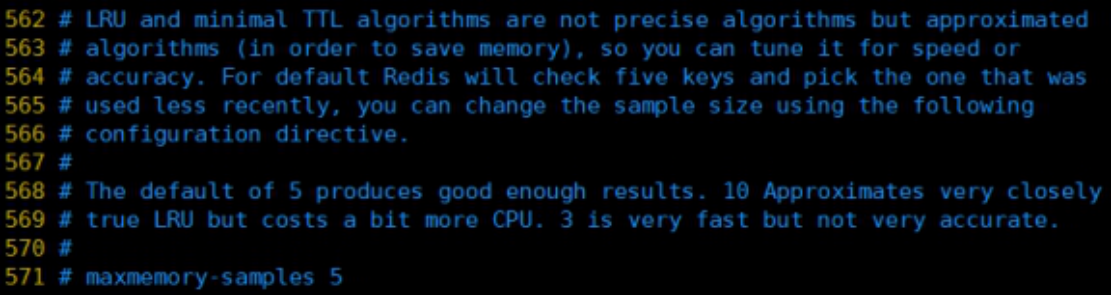 562 # LRU and minimal TTL algorithms are not precise algorithms but approximated
563 # algorithms (in order to save memory), so you can tune it for speed or
564 # accuracy. For default Redis will check five keys and pick the one that was
565 # used less recently, you can change the sample size using the following
566 # configuration directive.
567 #
568 # The default of 5 produces good enough results. 10 Approximates very closely
569 # true LRU but costs a bit more CPU. 3 is very fast but not very accurate.
570 #
571 # maxmemory-samples 5